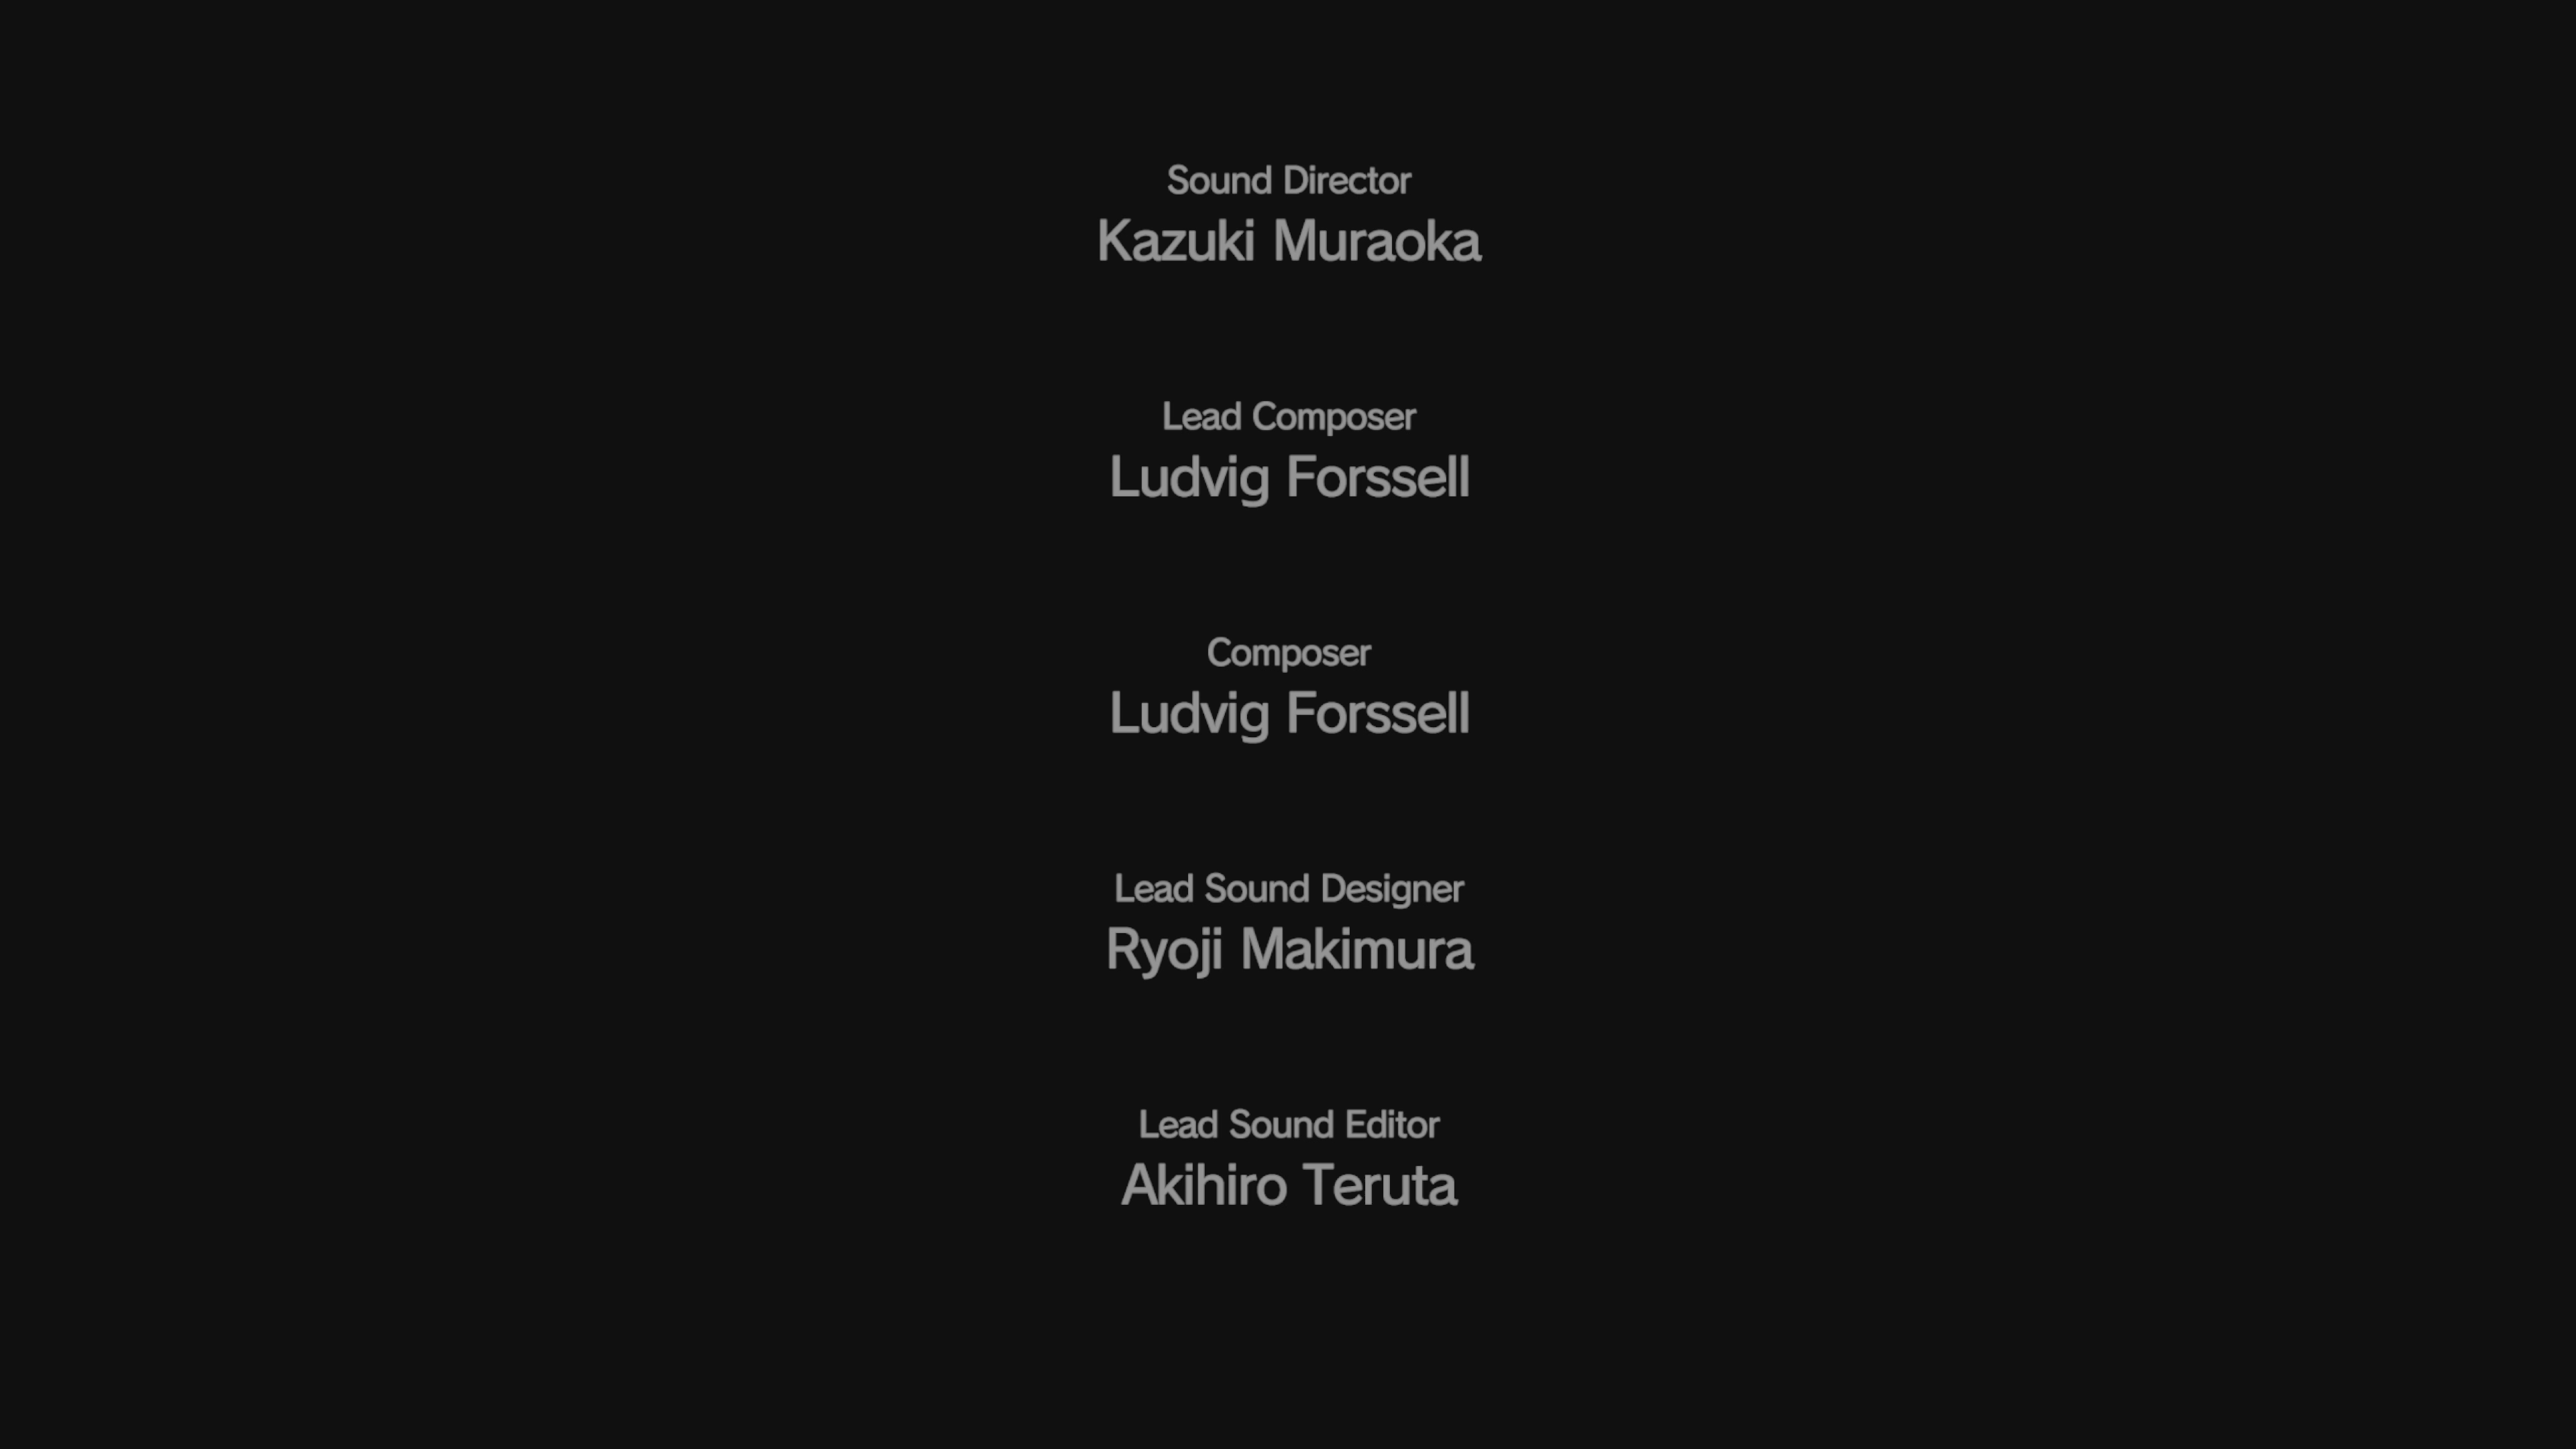 Sound Director
Kazuki Muraoka
Lead Composer
Ludvig Forssell
Composer
Ludvig Forssell
Lead Sound Designer
Ryoji Makimura
Lead Sound Editor
Akihiro Teruta